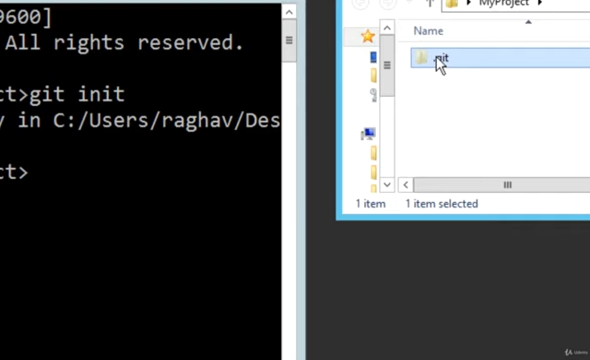 9600]
All rights reserved.
ct>git init
y in C:/Users/raghav/Des
ct>
MyProject
Name
1 item
1 item selected